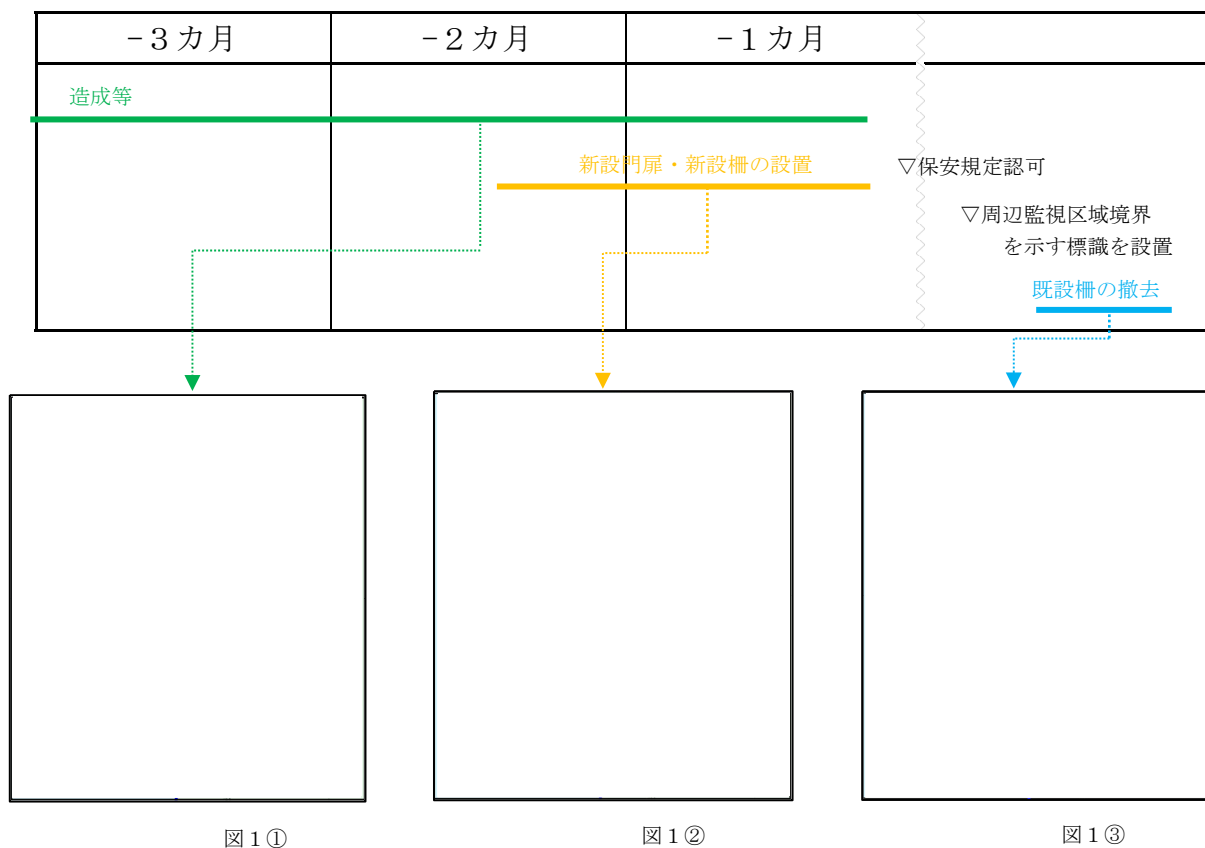 -３カ月
-２カ月
-１カ月
造成等
新設門扉・新設柵の設置
▽保安規定認可
▽周辺監視区域境界
を示す標識を設置
既設柵の撤去
図１①
図１②
図１③